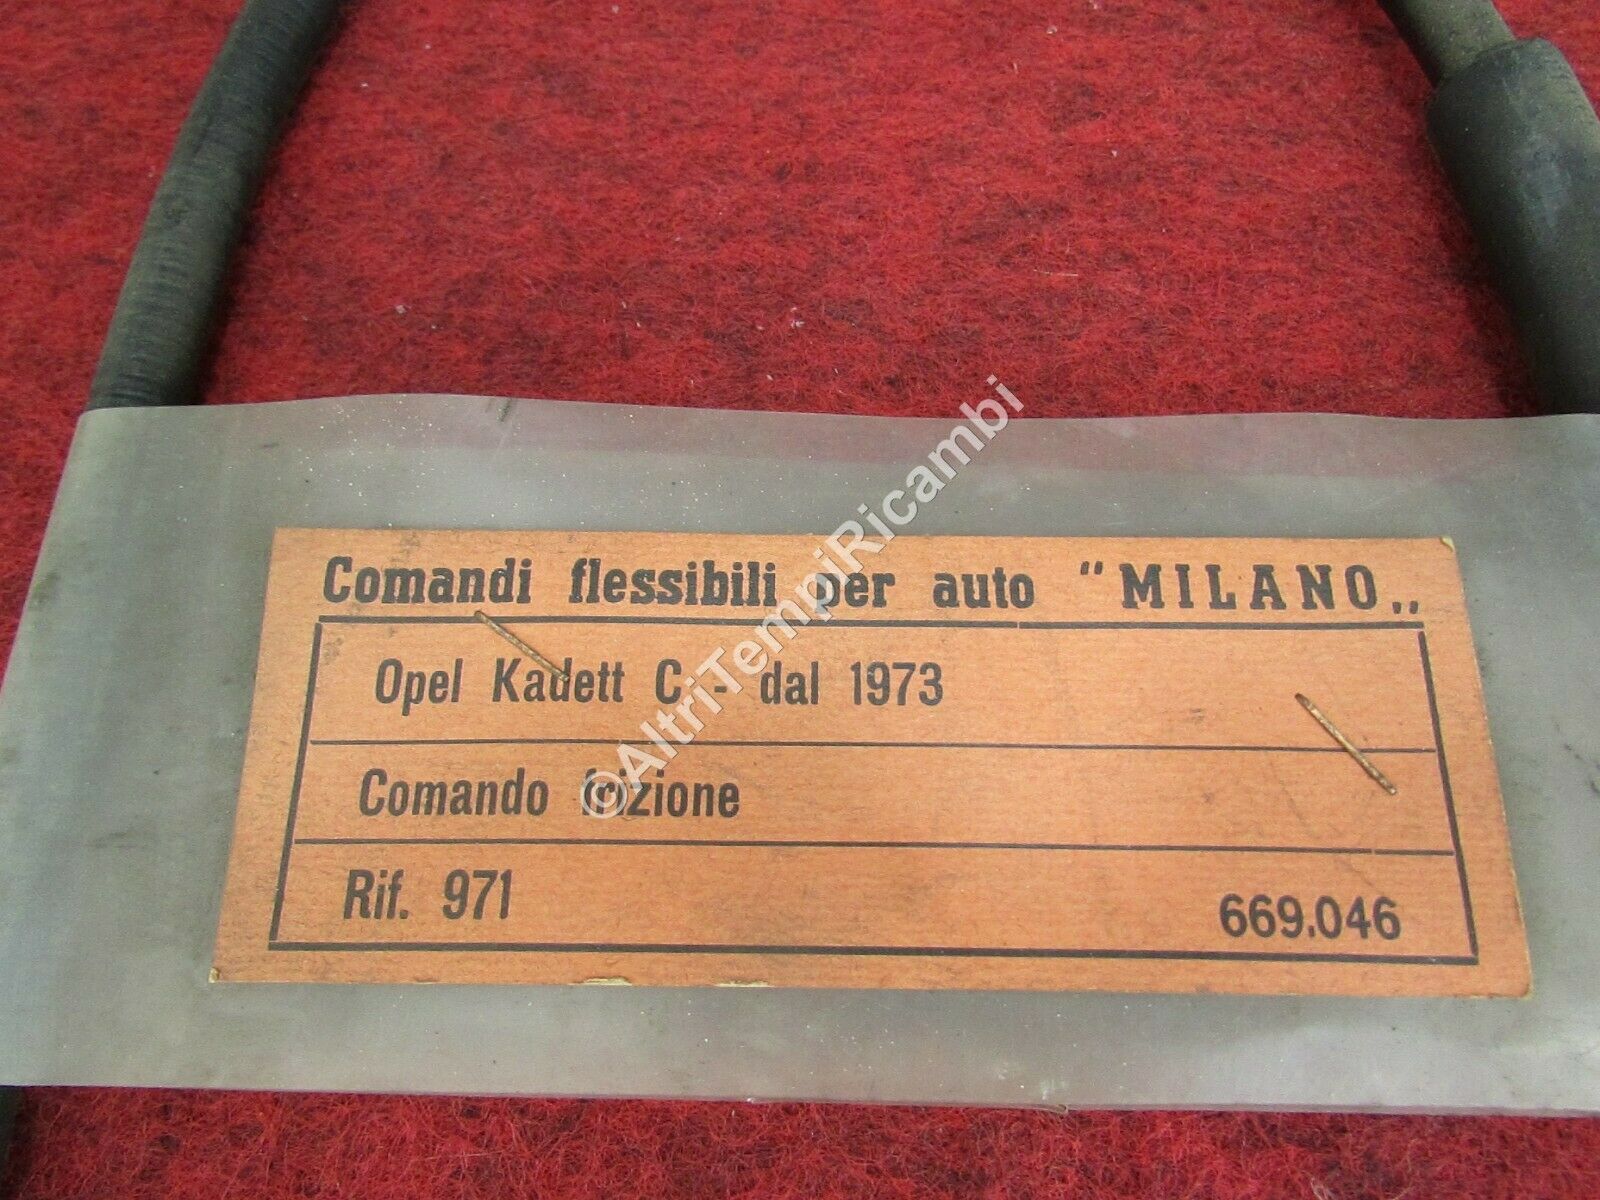 Comandi flessibili per auto "MILANO„
Opel Kadett C - dal 1973
Comando frizione
Rif. 971 669.046
©AltriTempiRicambi